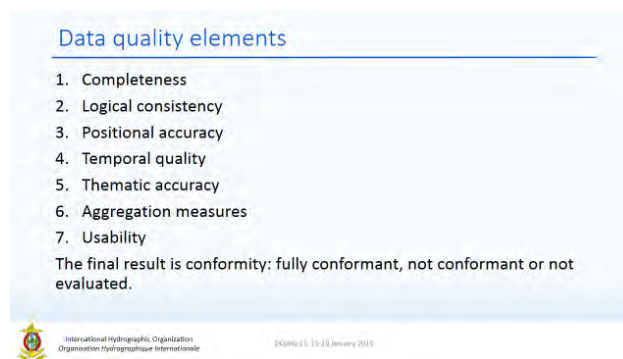 Data quality elements
1. Completeness
2. Logical consistency
3. Positional accuracy
4. Temporal quality
5. Thematic accuracy
6. Aggregation measures
7. Usability
The final result is conformity: fully conformant, not conformant or not
evaluated.
International Hydrographic Organization
Organisation Hydrographique Internationale
January